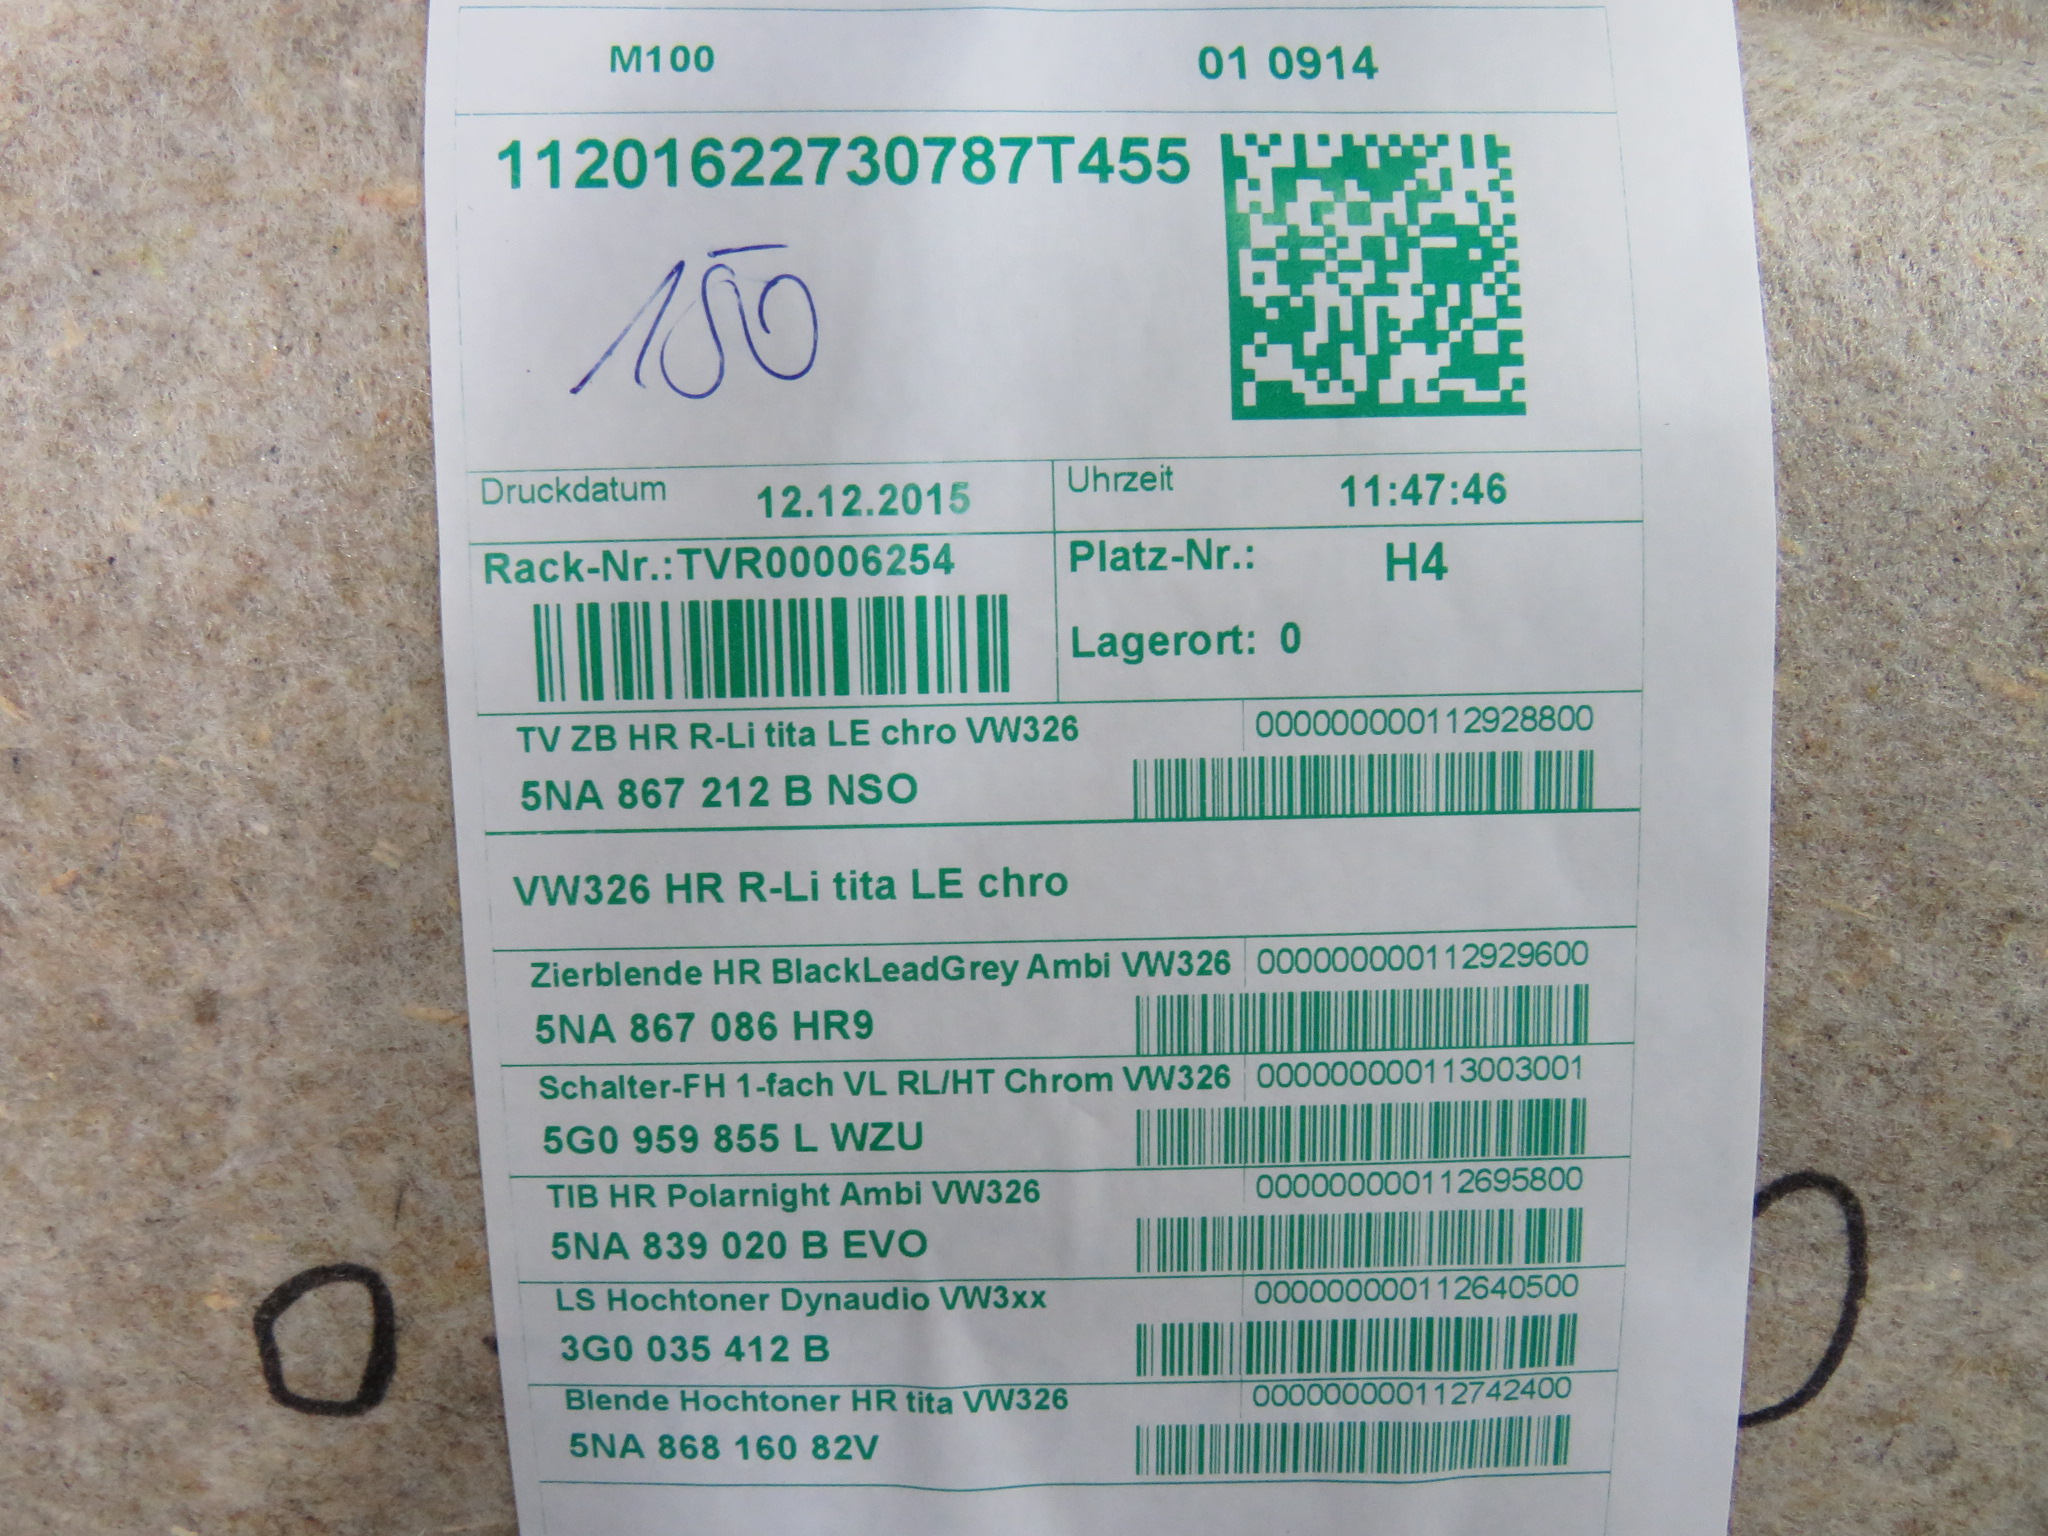 M100 01 0914
11201622730787T455
150
Druckdatum 12.12.2015 Uhrzeit 11:47:46
Rack-Nr.:TVR00006254 Platz-Nr.: H4
Lagerort: 0
TV ZB HR R-Li tita LE chro VW326 000000000112928800
5NA 867 212 B NSO
VW326 HR R-Li tita LE chro
Zierblende HR BlackLeadGrey Ambi VW326 000000000112929600
5NA 867 086 HR9
Schalter-FH 1-fach VL RL/HT Chrom VW326 000000000113003001
5G0 959 855 L WZU
TIB HR Polarnight Ambi VW326 000000000112695800
5NA 839 020 B EVO
LS Hochtoner Dynaudio VW3xx 000000000112640500
3G0 035 412 B
Blende Hochtoner HR tita VW326 000000000112742400
5NA 868 160 82V